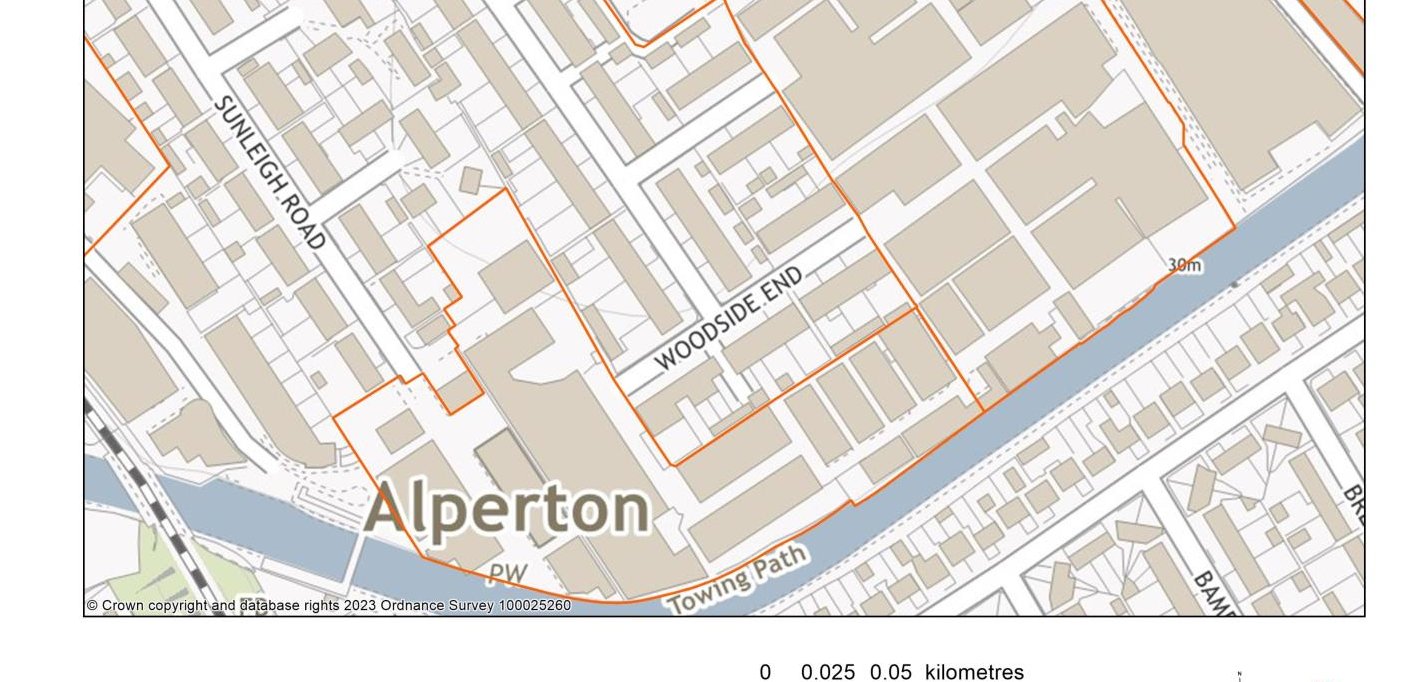 SUNLEIGH ROAD
30m
WOODSIDE END
Alperton
PW
Towing Path
© Crown copyright and database rights 2023 Ordnance Survey 100025260
0 0.025 0.05 kilometres
N